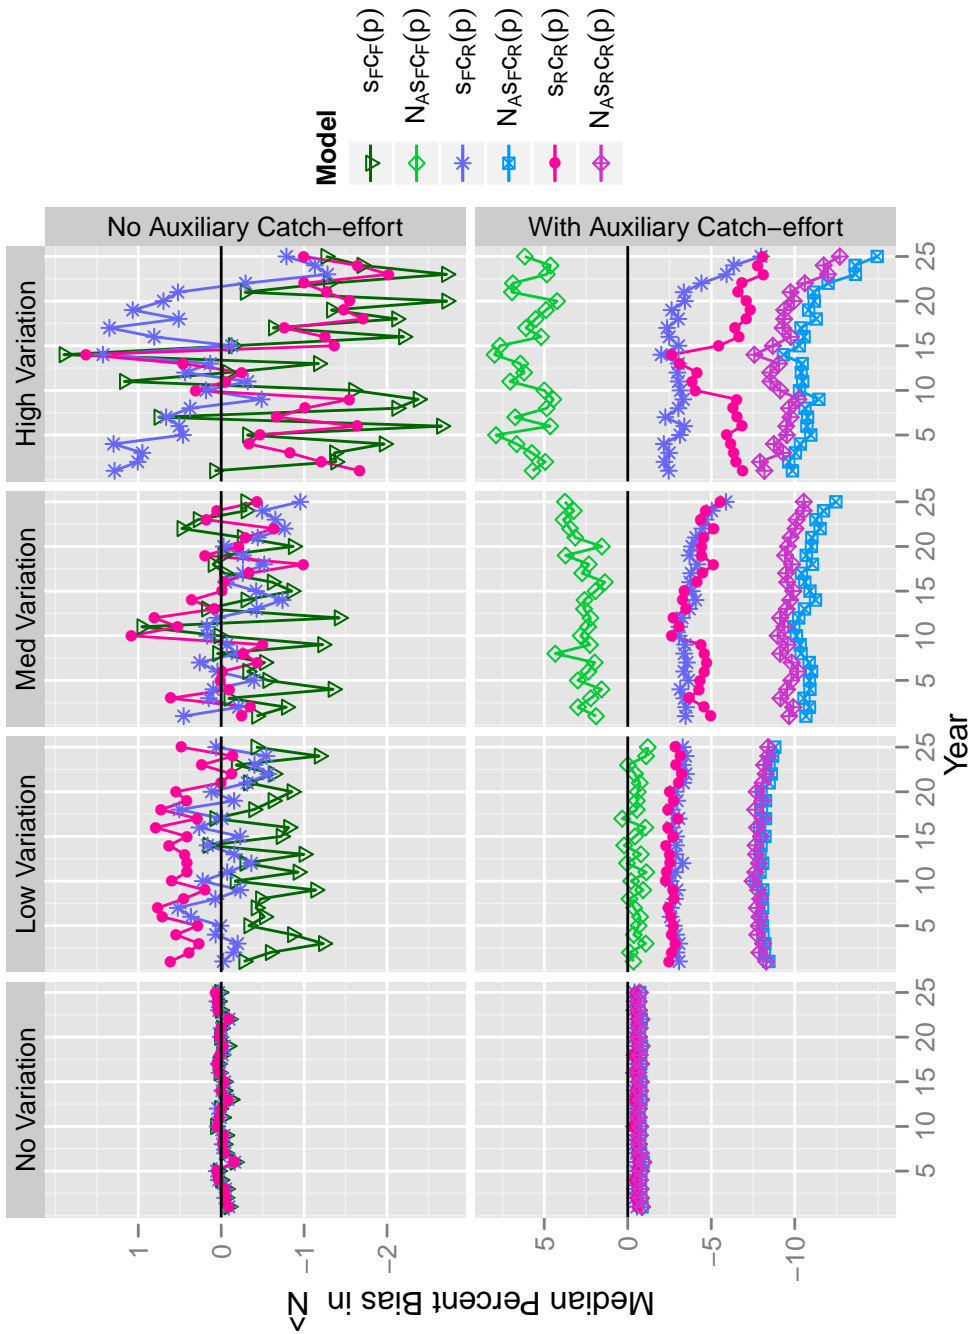 No Variation
Low Variation
Med Variation
High Variation
No Auxiliary Catch−effort
With Auxiliary Catch−effort
1
0
−1
−2
5
0
−5
−10
5 10 15 20 25
5 10 15 20 25
5 10 15 20 25
5 10 15 20 25
Median Percent Bias in N̂
Year
Model
sFcF(p)
NAsFcF(p)
sFcR(p)
NAsFcR(p)
sRcR(p)
NAsRcR(p)